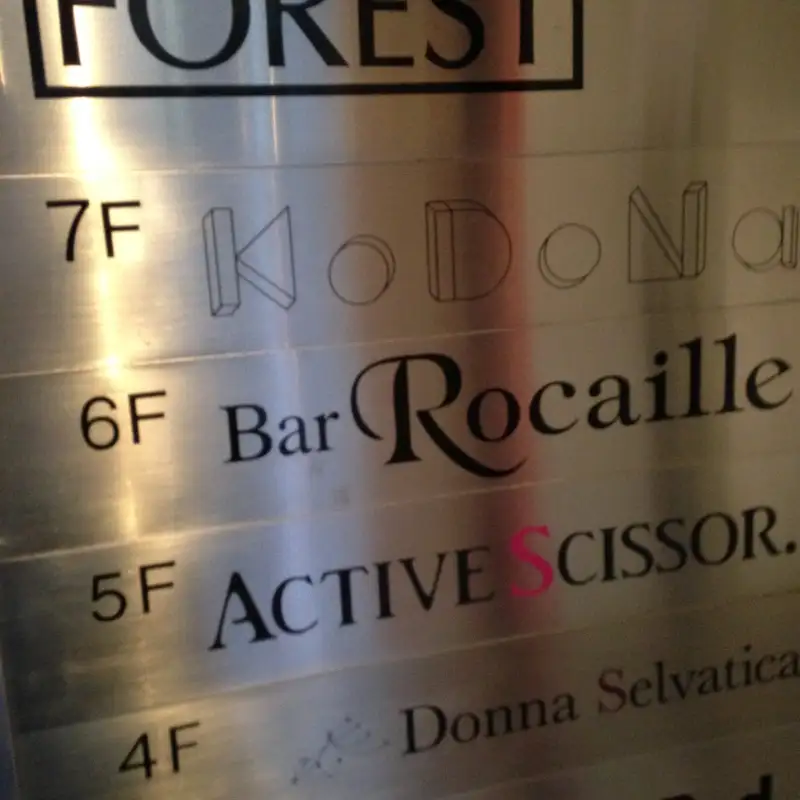 FOREST
7F KoDoNa
6F Bar Rocaille
5F ACTIVE SCISSOR.
4F Donna Selvatica